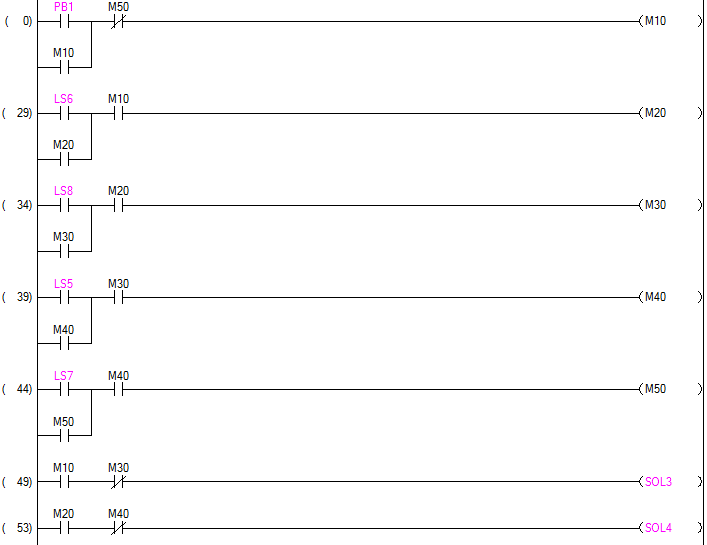 PB1 M50
( 0) (M10 )
M10
LS6 M10
( 29) (M20 )
M20
LS8 M20
( 34) (M30 )
M30
LS5 M30
( 39) (M40 )
M40
LS7 M40
( 44) (M50 )
M50
M10 M30
( 49) (SOL3 )
M20 M40
( 53) (SOL4 )